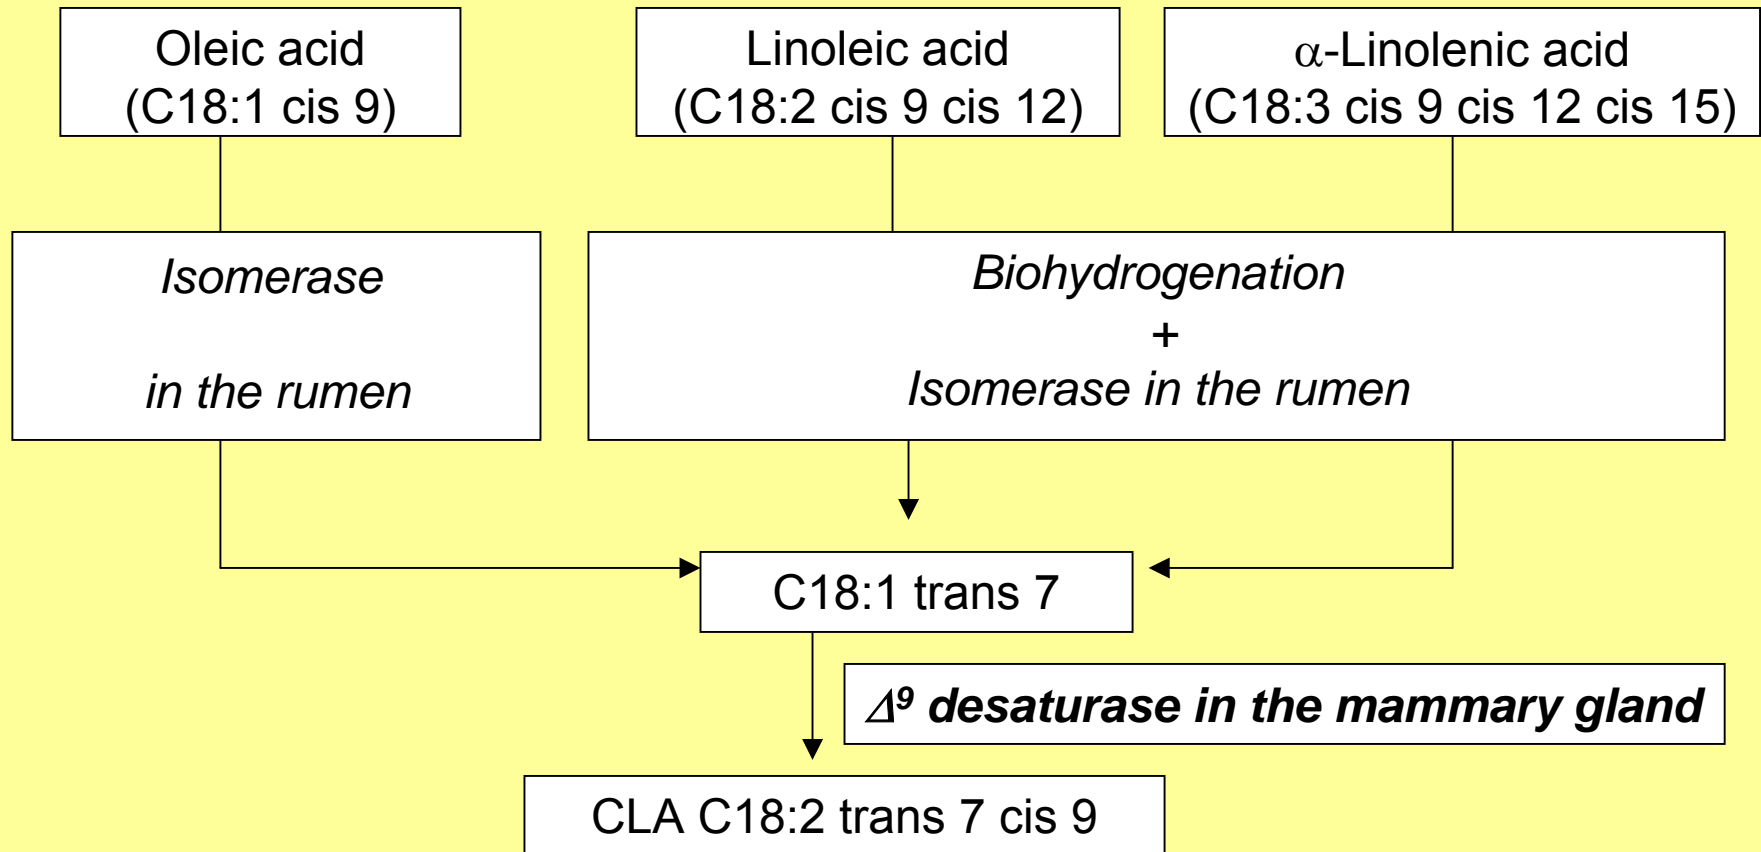 Oleic acid
(C18:1 cis 9)
Linoleic acid
(C18:2 cis 9 cis 12)
α-Linolenic acid
(C18:3 cis 9 cis 12 cis 15)
Isomerase
in the rumen
Biohydrogenation
+
Isomerase in the rumen
C18:1 trans 7
Δ⁹ desaturase in the mammary gland
CLA C18:2 trans 7 cis 9